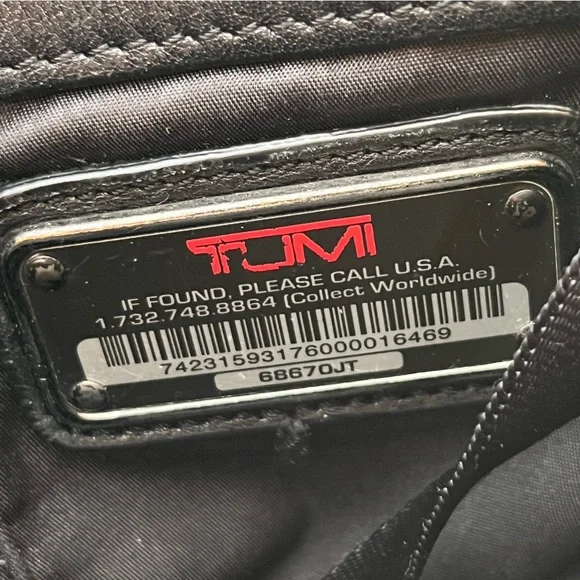 TUMI
IF FOUND, PLEASE CALL U.S.A.
1.732.748.8864 (Collect Worldwide)
74231593176000016469
68670JT